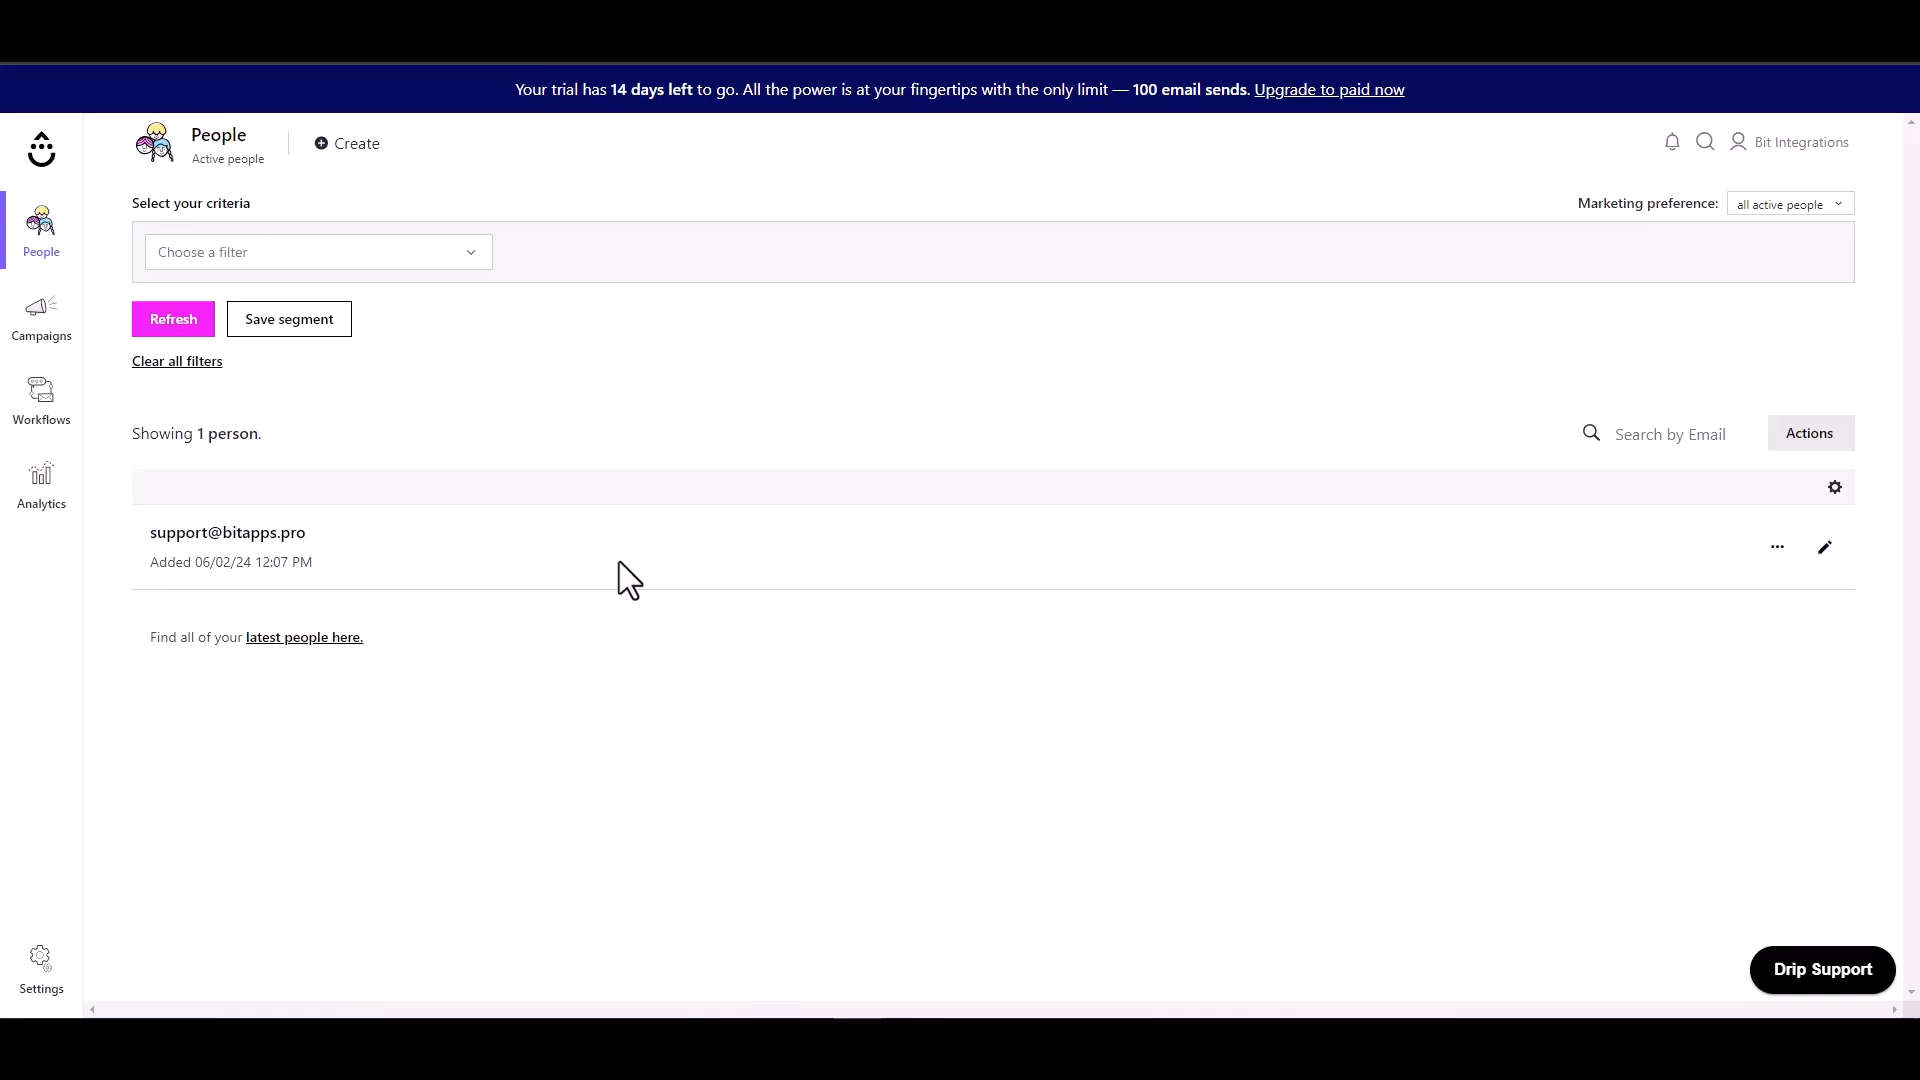 Your trial has 14 days left to go. All the power is at your fingertips with the only limit — 100 email sends. Upgrade to paid now
People
Active people
Create
Bit Integrations
Select your criteria
Marketing preference: all active people
Choose a filter
Refresh
Save segment
Clear all filters
People
Campaigns
Workflows
Analytics
Settings
Showing 1 person.
Search by Email
Actions
support@bitapps.pro
Added 06/02/24 12:07 PM
Find all of your latest people here.
Drip Support